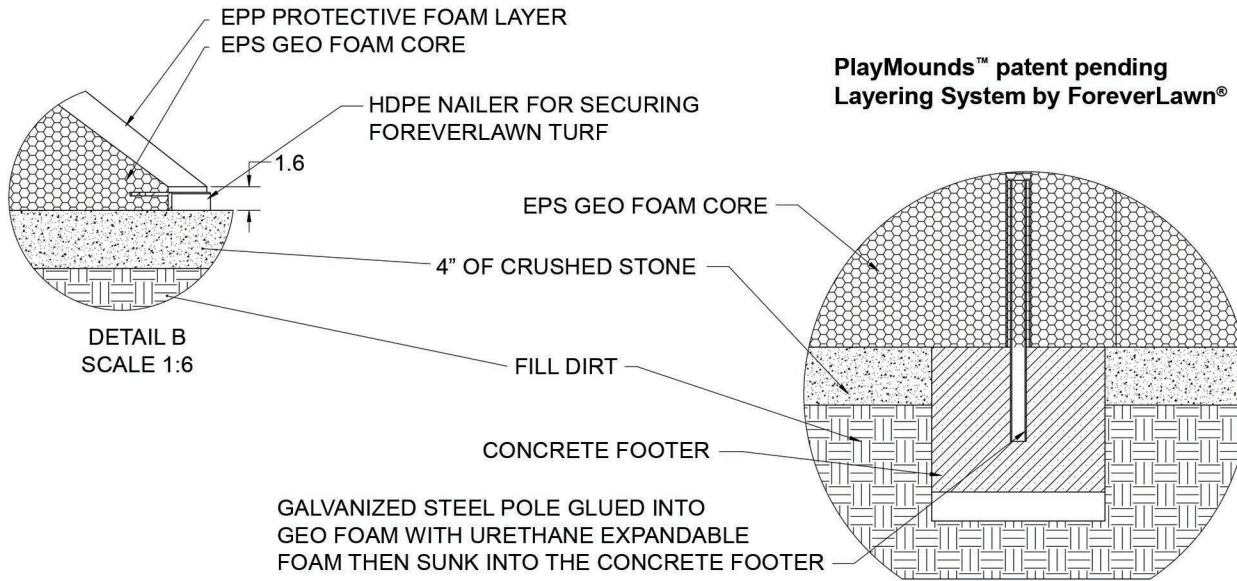 EPP PROTECTIVE FOAM LAYER
EPS GEO FOAM CORE
PlayMounds™ patent pending
Layering System by ForeverLawn®
HDPE NAILER FOR SECURING
FOREVERLAWN TURF
1.6
EPS GEO FOAM CORE
4” OF CRUSHED STONE
DETAIL B
SCALE 1:6
FILL DIRT
CONCRETE FOOTER
GALVANIZED STEEL POLE GLUED INTO
GEO FOAM WITH URETHANE EXPANDABLE
FOAM THEN SUNK INTO THE CONCRETE FOOTER